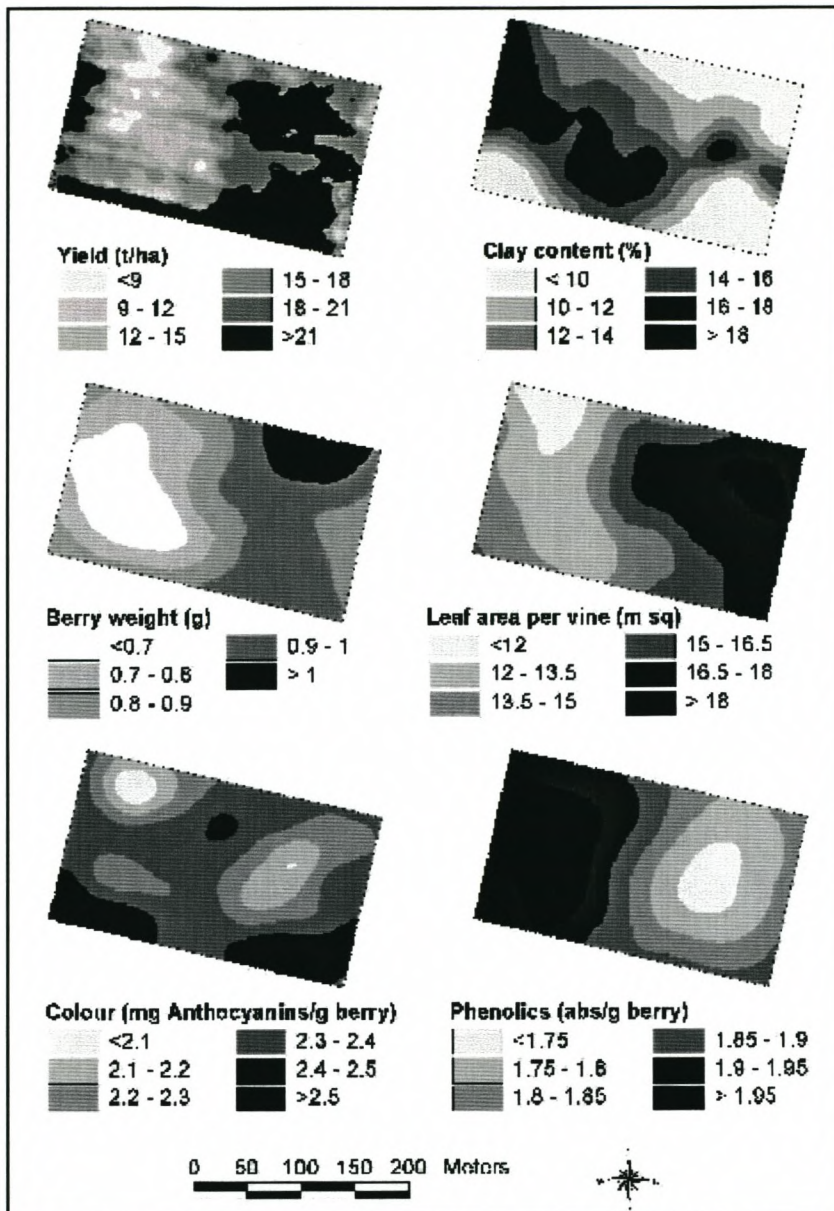 Yield (t/ha)
<9 15 - 18
9 - 12 18 - 21
12 - 15 >21
Clay content (%)
< 10 14 - 16
10 - 12 16 - 18
12 - 14 > 18
Berry weight (g)
<0.7 0.9 - 1
0.7 - 0.8 > 1
0.8 - 0.9
Leaf area per vine (m sq)
<12 15 - 16.5
12 - 13.5 16.5 - 18
13.5 - 15 > 18
Colour (mg Anthocyanins/g berry)
<2.1 2.3 - 2.4
2.1 - 2.2 2.4 - 2.5
2.2 - 2.3 >2.5
Phenolics (abs/g berry)
<1.75 1.85 - 1.9
1.75 - 1.8 1.9 - 1.95
1.8 - 1.85 > 1.95
0 50 100 150 200 Meters